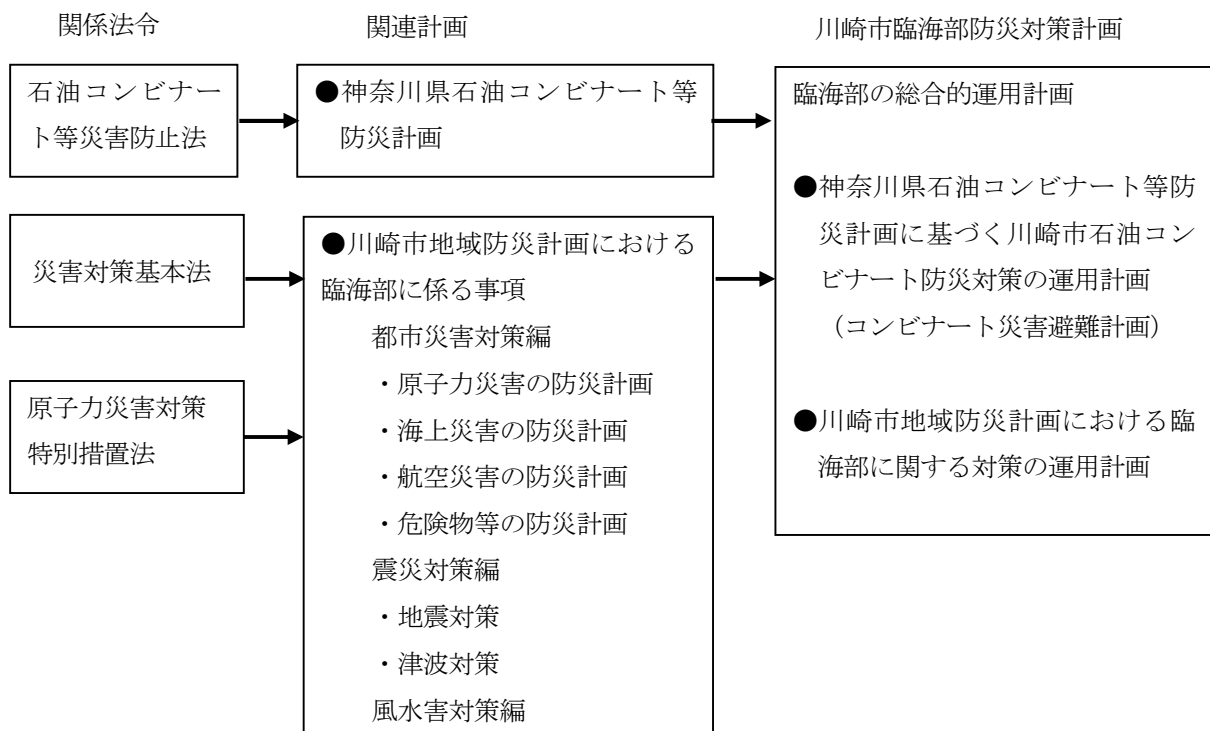 関係法令
関連計画
川崎市臨海部防災対策計画
石油コンビナー
ト等災害防止法
●神奈川県石油コンビナート等
防災計画
臨海部の総合的運用計画
●神奈川県石油コンビナート等防
災計画に基づく川崎市石油コン
ビナート防災対策の運用計画
（コンビナート災害避難計画）
●川崎市地域防災計画における臨
海部に関する対策の運用計画
災害対策基本法
原子力災害対策
特別措置法
●川崎市地域防災計画における
臨海部に係る事項
都市災害対策編
・原子力災害の防災計画
・海上災害の防災計画
・航空災害の防災計画
・危険物等の防災計画
震災対策編
・地震対策
・津波対策
風水害対策編